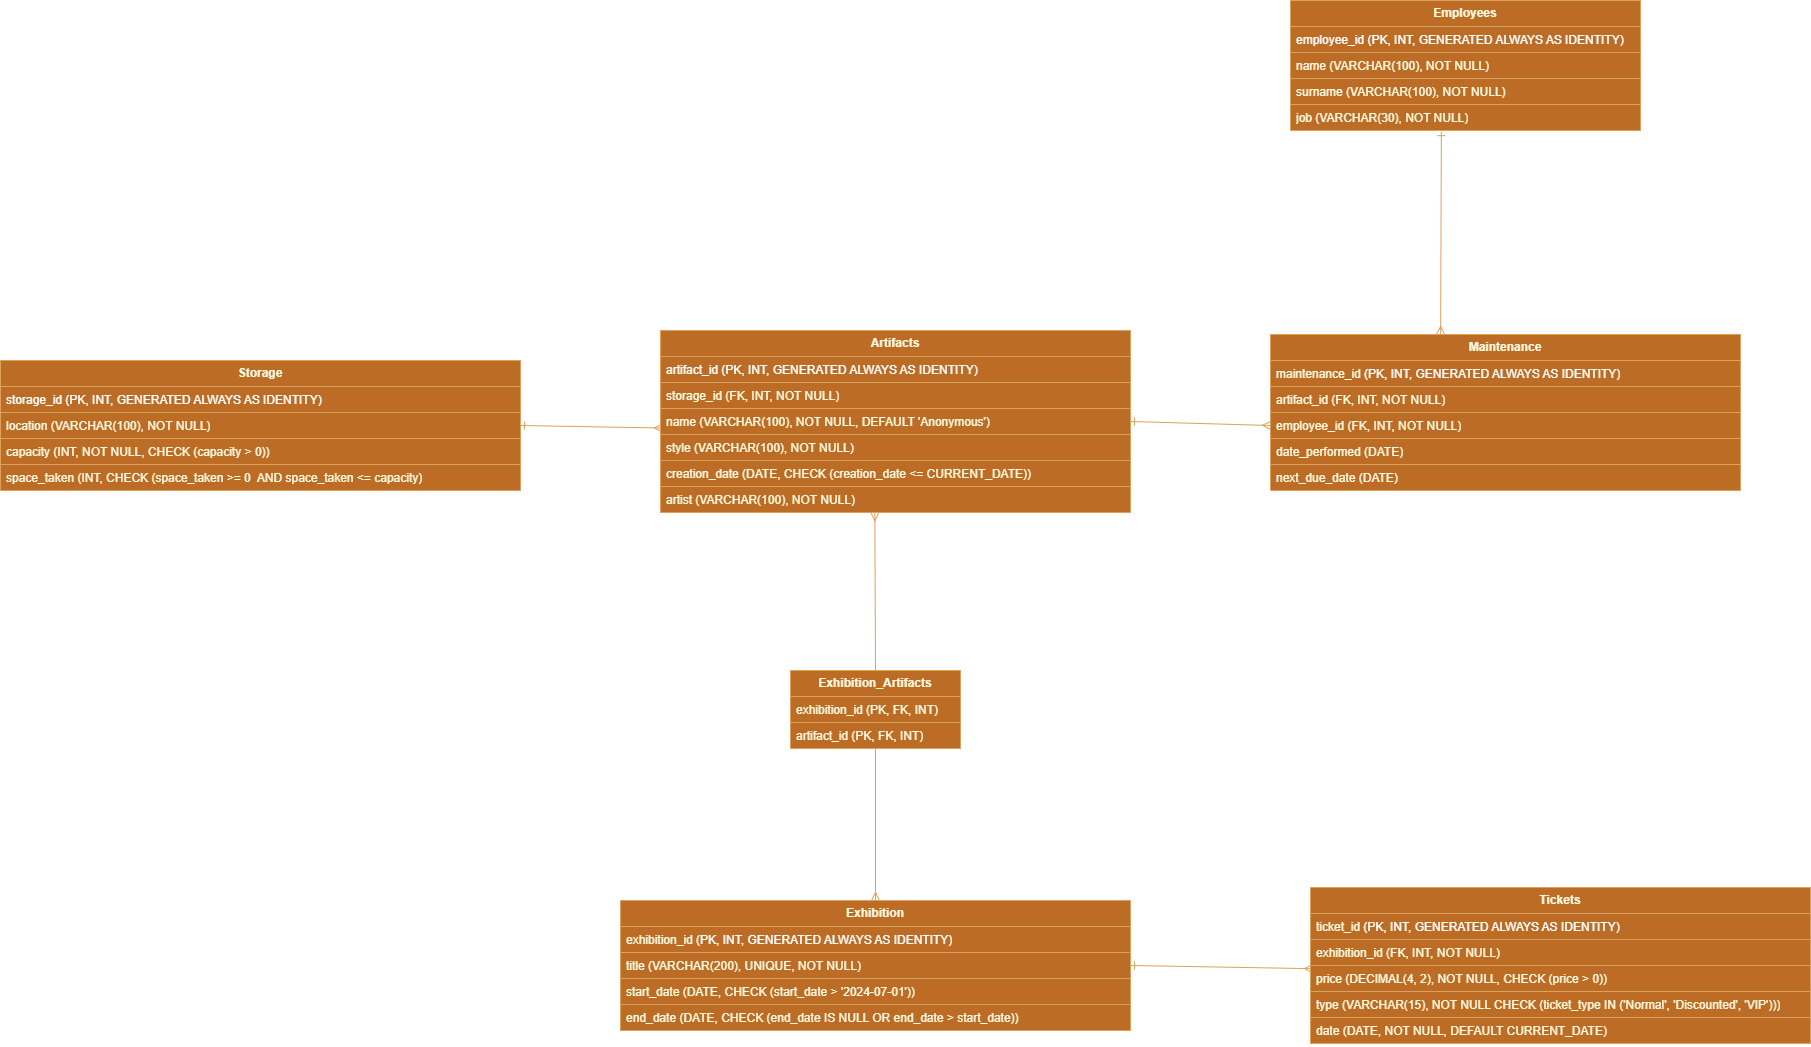 Employees
employee_id (PK, INT, GENERATED ALWAYS AS IDENTITY)
name (VARCHAR(100), NOT NULL)
surname (VARCHAR(100), NOT NULL)
job (VARCHAR(30), NOT NULL)
Storage
storage_id (PK, INT, GENERATED ALWAYS AS IDENTITY)
location (VARCHAR(100), NOT NULL)
capacity (INT, NOT NULL, CHECK (capacity > 0))
space_taken (INT, CHECK (space_taken >= 0  AND space_taken <= capacity)
Artifacts
artifact_id (PK, INT, GENERATED ALWAYS AS IDENTITY)
storage_id (FK, INT, NOT NULL)
name (VARCHAR(100), NOT NULL, DEFAULT 'Anonymous')
style (VARCHAR(100), NOT NULL)
creation_date (DATE, CHECK (creation_date <= CURRENT_DATE))
artist (VARCHAR(100), NOT NULL)
Maintenance
maintenance_id (PK, INT, GENERATED ALWAYS AS IDENTITY)
artifact_id (FK, INT, NOT NULL)
employee_id (FK, INT, NOT NULL)
date_performed (DATE)
next_due_date (DATE)
Exhibition_Artifacts
exhibition_id (PK, FK, INT)
artifact_id (PK, FK, INT)
Exhibition
exhibition_id (PK, INT, GENERATED ALWAYS AS IDENTITY)
title (VARCHAR(200), UNIQUE, NOT NULL)
start_date (DATE, CHECK (start_date > '2024-07-01'))
end_date (DATE, CHECK (end_date IS NULL OR end_date > start_date))
Tickets
ticket_id (PK, INT, GENERATED ALWAYS AS IDENTITY)
exhibition_id (FK, INT, NOT NULL)
price (DECIMAL(4, 2), NOT NULL, CHECK (price > 0))
type (VARCHAR(15), NOT NULL CHECK (ticket_type IN ('Normal', 'Discounted', 'VIP')))
date (DATE, NOT NULL, DEFAULT CURRENT_DATE)